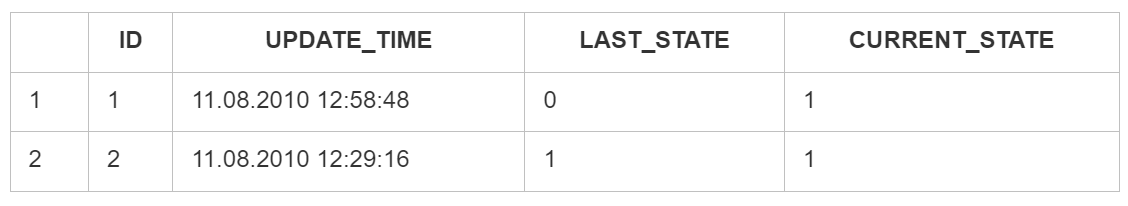 ID UPDATE_TIME LAST_STATE CURRENT_STATE
1 1 11.08.2010 12:58:48 0 1
2 2 11.08.2010 12:29:16 1 1